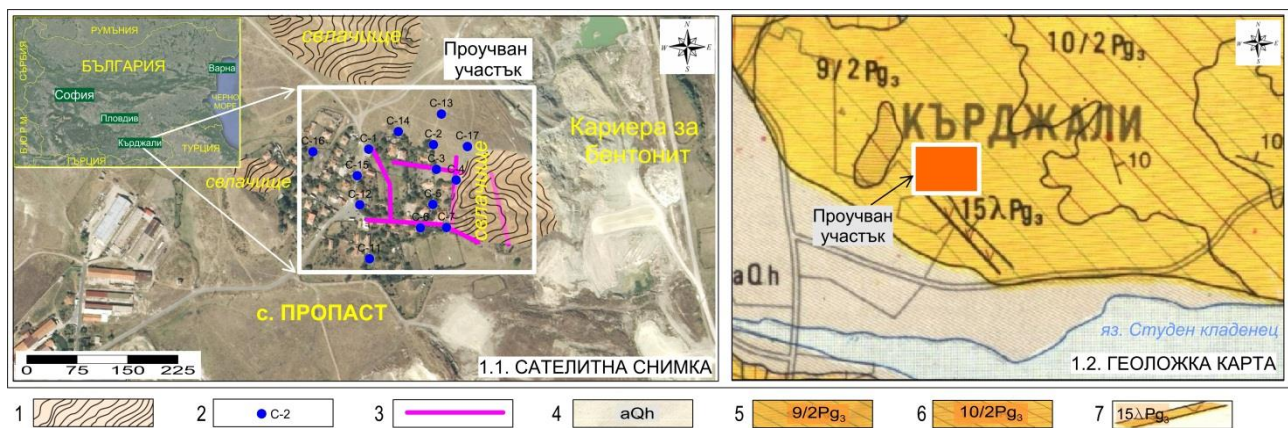 РУМЪНИЯ
СЪРБИЯ
БЪЛГАРИЯ
Варна
София
ЧЕРНО
МОРЕ
Пловдив
Б.Ю.Р.М.
Кърджали
ТУРЦИЯ
ГЪРЦИЯ
свлачище
Проучван
участък
N
W E
S
С-13
С-14
С-16
С-1
С-2
С-17
С-3
С-4
С-15
свлачище
С-12
С-5
свлачище
С-6
С-7
С-11
Кариера за
бентонит
с. ПРОПАСТ
0 75 150 225
1.1. САТЕЛИТНА СНИМКА
N
W E
S
9/2Pg3
10/2Pg3
КЪРДЖАЛИ
10
10
Проучван
участък
15λPg3
aQh
яз. Студен кладенец
1.2. ГЕОЛОЖКА КАРТА
1
2 С-2
3
4 aQh
5 9/2Pg3
6 10/2Pg3
7 15λPg3